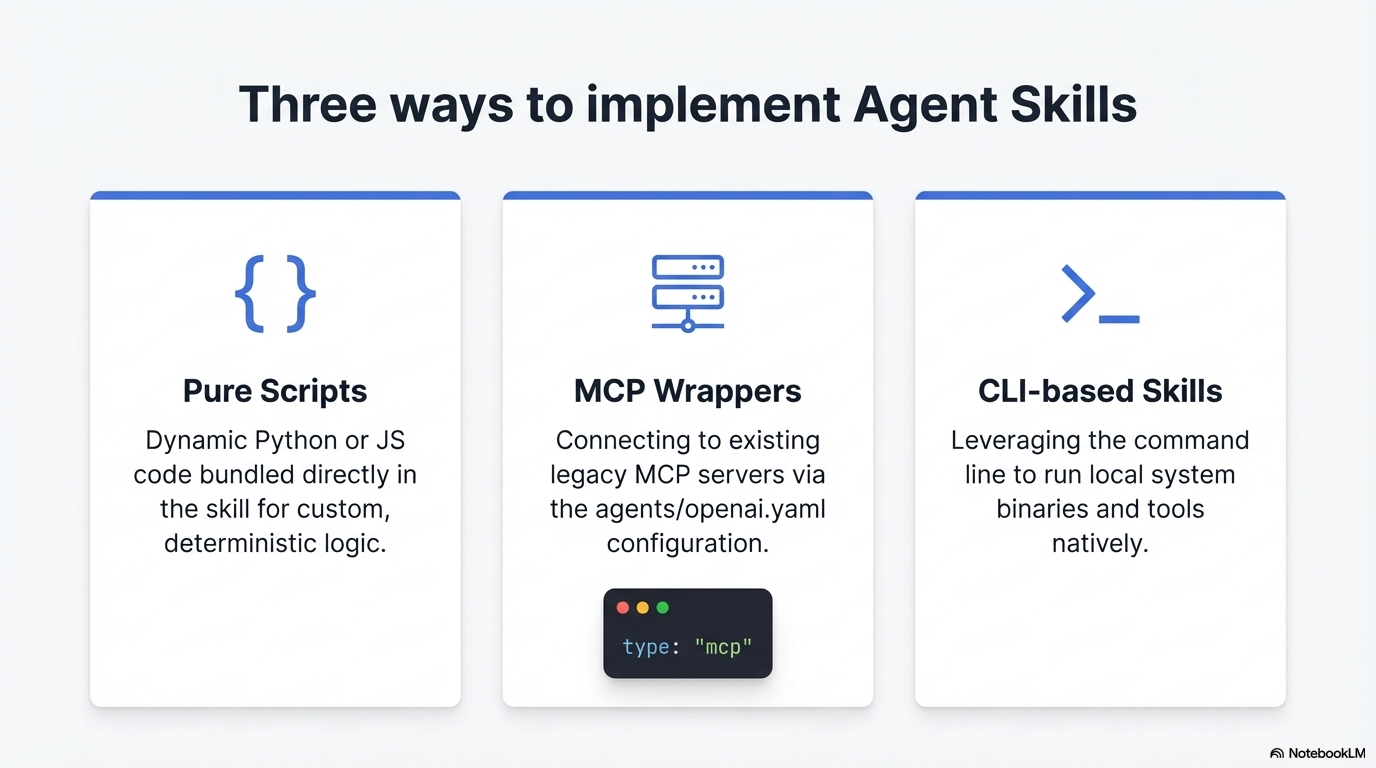 Three ways to implement Agent Skills
{ }
Pure Scripts
Dynamic Python or JS
code bundled directly in
the skill for custom,
deterministic logic.
MCP Wrappers
Connecting to existing
legacy MCP servers via
the agents/openai.yaml
configuration.
type: "mcp"
>_
CLI-based Skills
Leveraging the command
line to run local system
binaries and tools
natively.
NotebookLM